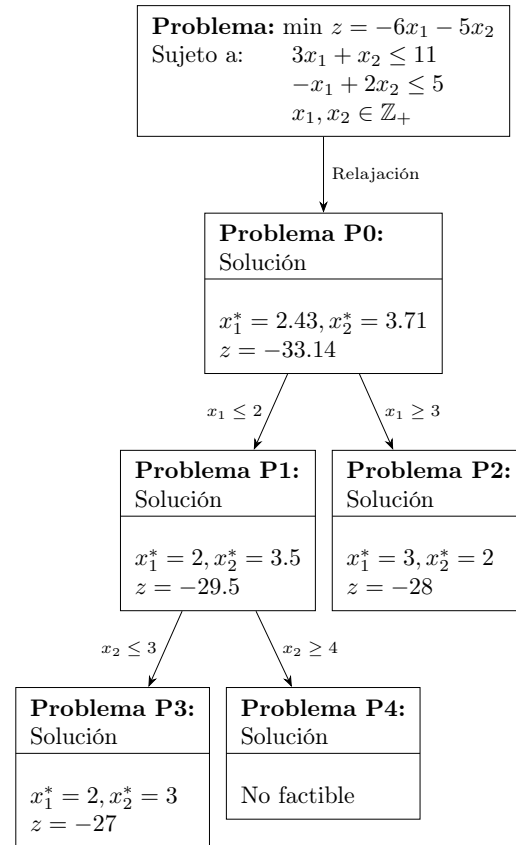 Problema: min z = −6x₁ − 5x₂
Sujeto a: 3x₁ + x₂ ≤ 11
−x₁ + 2x₂ ≤ 5
x₁, x₂ ∈ ℤ₊
Relajación
Problema P0:
Solución
x₁* = 2.43, x₂* = 3.71
z = −33.14
x₁ ≤ 2
x₁ ≥ 3
Problema P1:
Solución
x₁* = 2, x₂* = 3.5
z = −29.5
Problema P2:
Solución
x₁* = 3, x₂* = 2
z = −28
x₂ ≤ 3
x₂ ≥ 4
Problema P3:
Solución
x₁* = 2, x₂* = 3
z = −27
Problema P4:
Solución
No factible